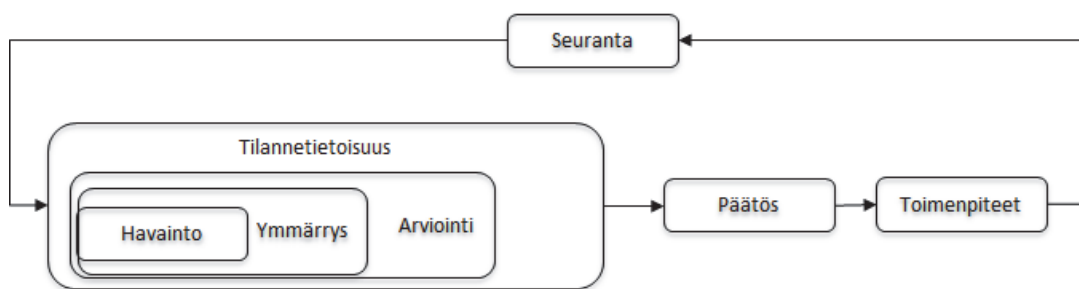 Seuranta
Tilannetietoisuus
Havainto
Ymmärrys
Arviointi
Päätös
Toimenpiteet